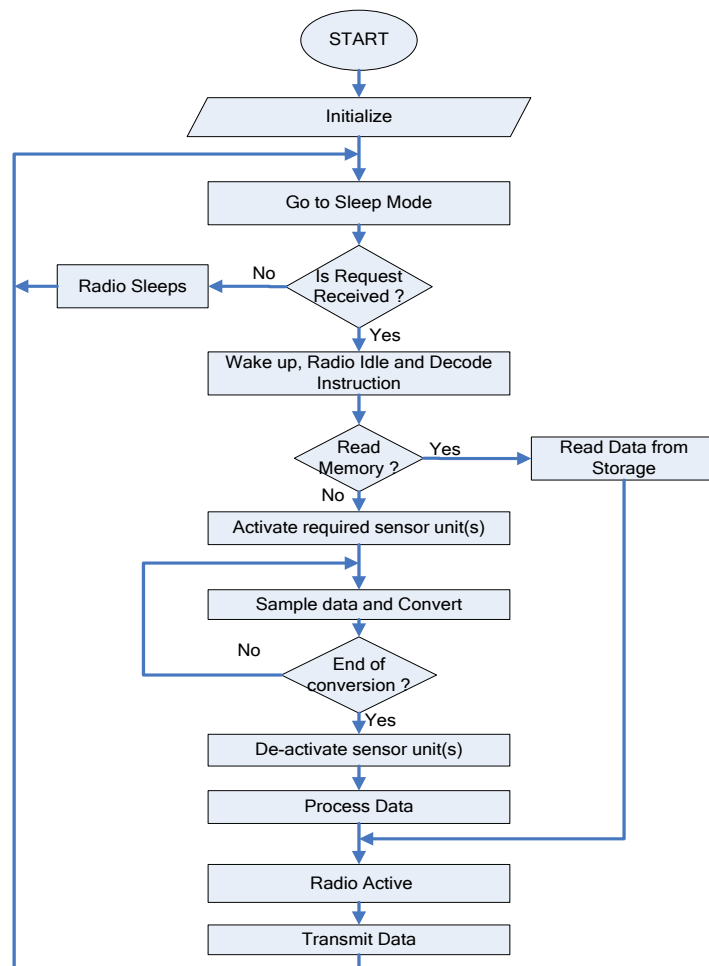 START
Initialize
Go to Sleep Mode
No
Is Request
Received ?
Radio Sleeps
Yes
Wake up, Radio Idle and Decode
Instruction
Read
Memory ?
Yes
Read Data from
Storage
No
Activate required sensor unit(s)
Sample data and Convert
No
End of
conversion ?
Yes
De-activate sensor unit(s)
Process Data
Radio Active
Transmit Data